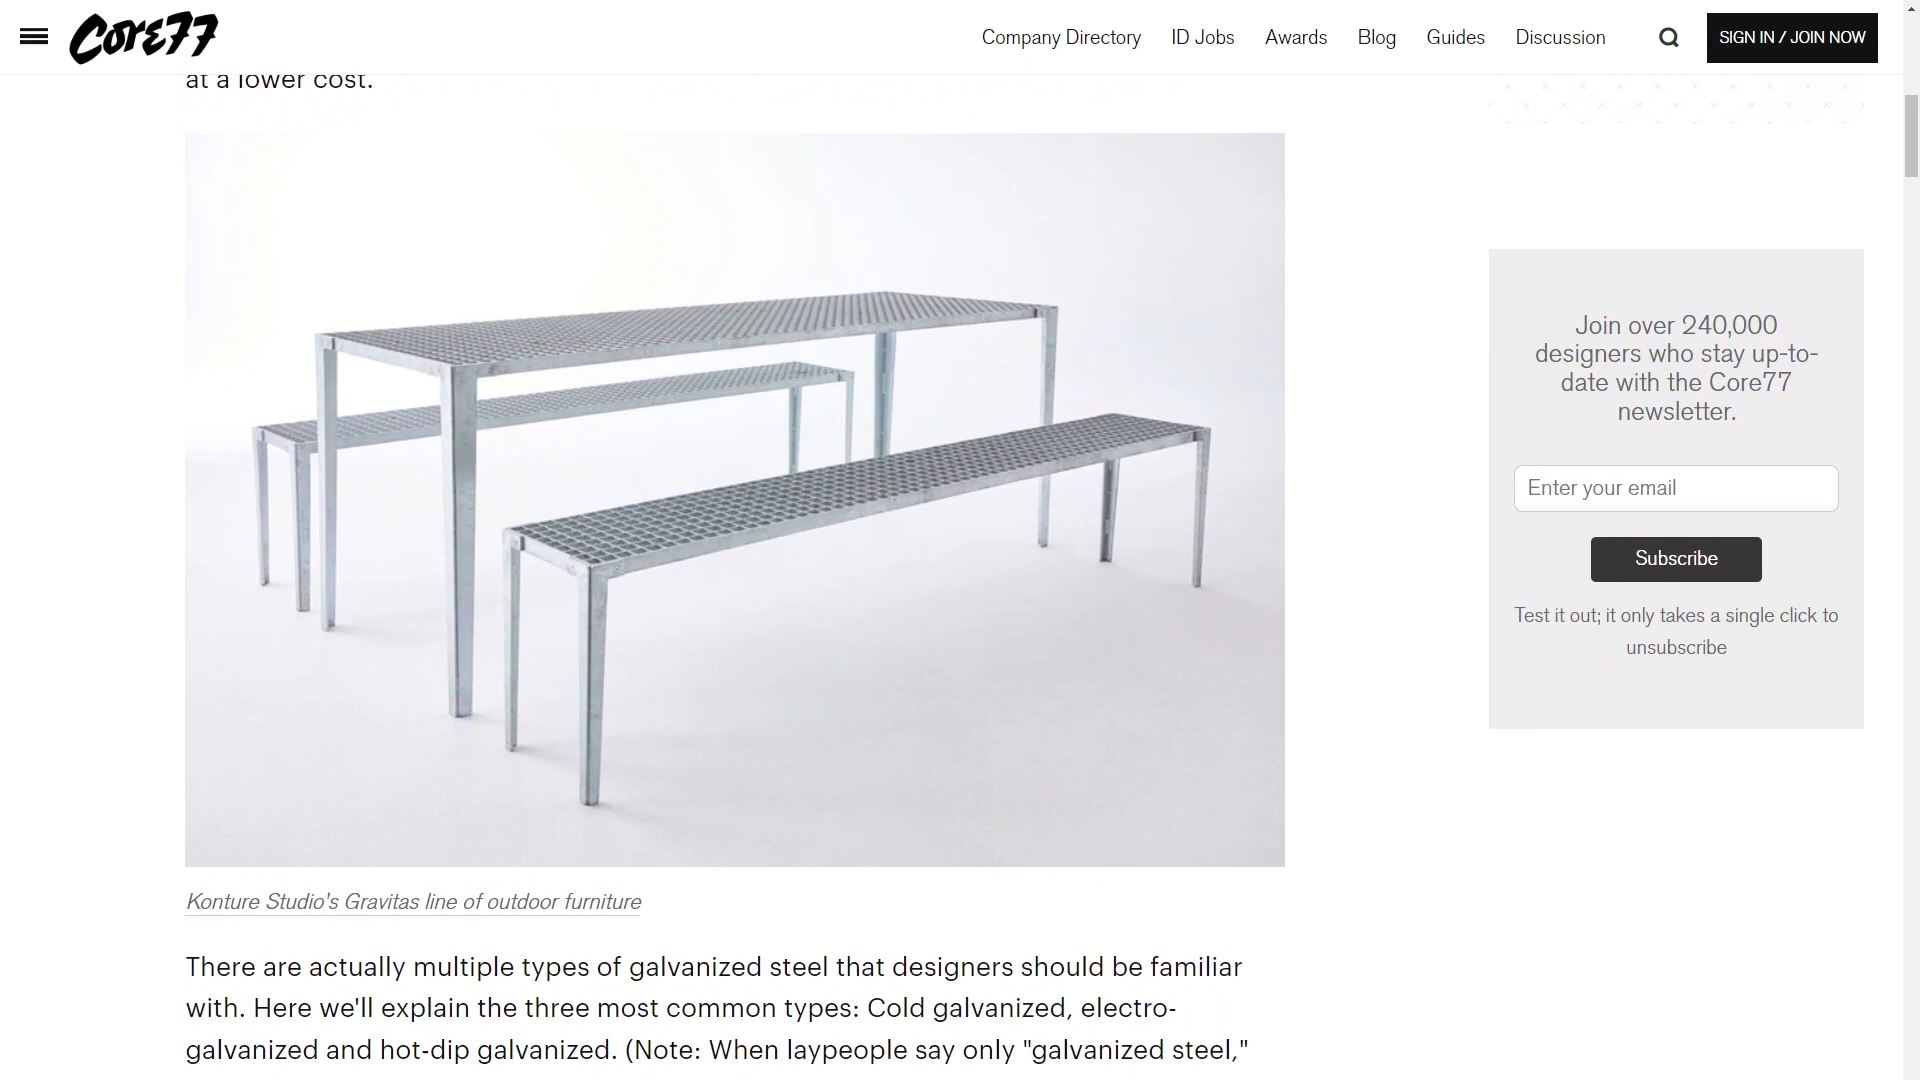 Core77
Company Directory
ID Jobs
Awards
Blog
Guides
Discussion
SIGN IN / JOIN NOW
at a lower cost.
Join over 240,000
designers who stay up-to-
date with the Core77
newsletter.
Enter your email
Subscribe
Test it out; it only takes a single click to
unsubscribe
Konture Studio's Gravitas line of outdoor furniture
There are actually multiple types of galvanized steel that designers should be familiar
with. Here we'll explain the three most common types: Cold galvanized, electro-
galvanized and hot-dip galvanized. (Note: When laypeople say only "galvanized steel,"